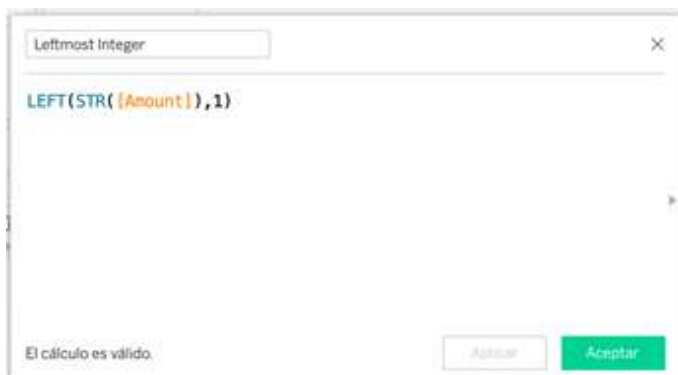 Leftmost Integer
LEFT(STR([Amount]),1)
El cálculo es válido.
Aplicar
Aceptar